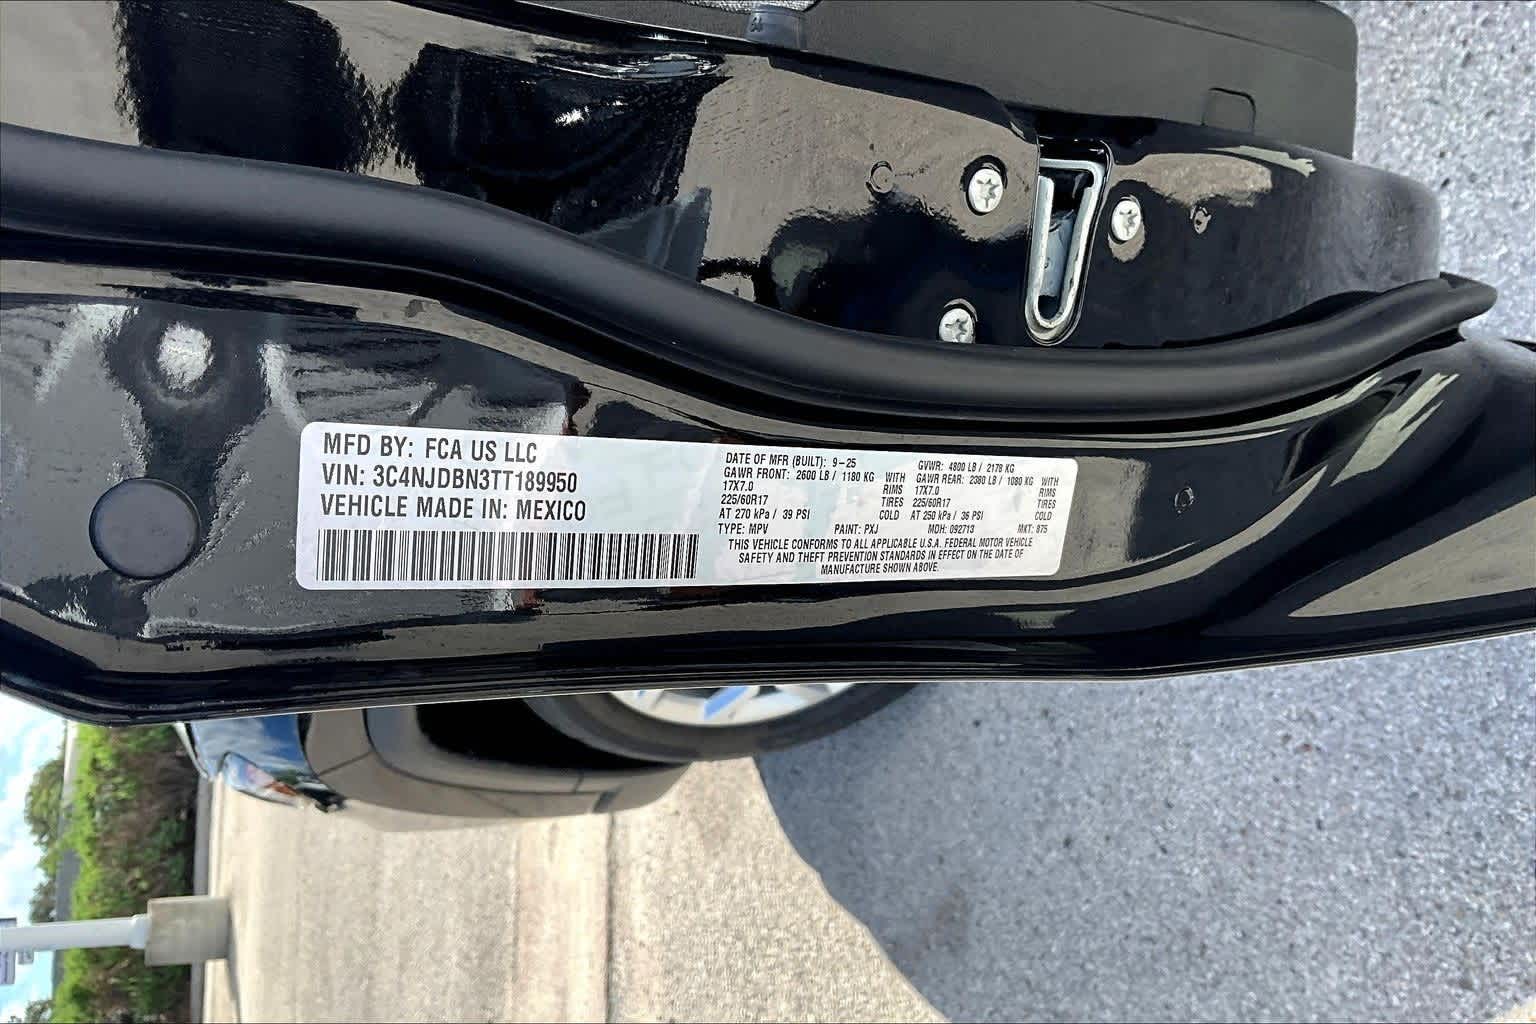 MFD BY: FCA US LLC
VIN: 3C4NJDBN3TT189950
VEHICLE MADE IN: MEXICO
DATE OF MFR (BUILT): 9-25 GVWR: 4800 LB / 2178 KG
GAWR FRONT: 2600 LB / 1180 KG WITH GAWR REAR: 2380 LB / 1080 KG WITH
17X7.0 RIMS 17X7.0 RIMS
225/60R17 TIRES 225/60R17 TIRES
AT 270 kPa / 39 PSI COLD AT 250 kPa / 36 PSI COLD
TYPE: MPV PAINT: PXJ MOH: 092713 MKT: 875
THIS VEHICLE CONFORMS TO ALL APPLICABLE U.S.A. FEDERAL MOTOR VEHICLE
SAFETY AND THEFT PREVENTION STANDARDS IN EFFECT ON THE DATE OF
MANUFACTURE SHOWN ABOVE.